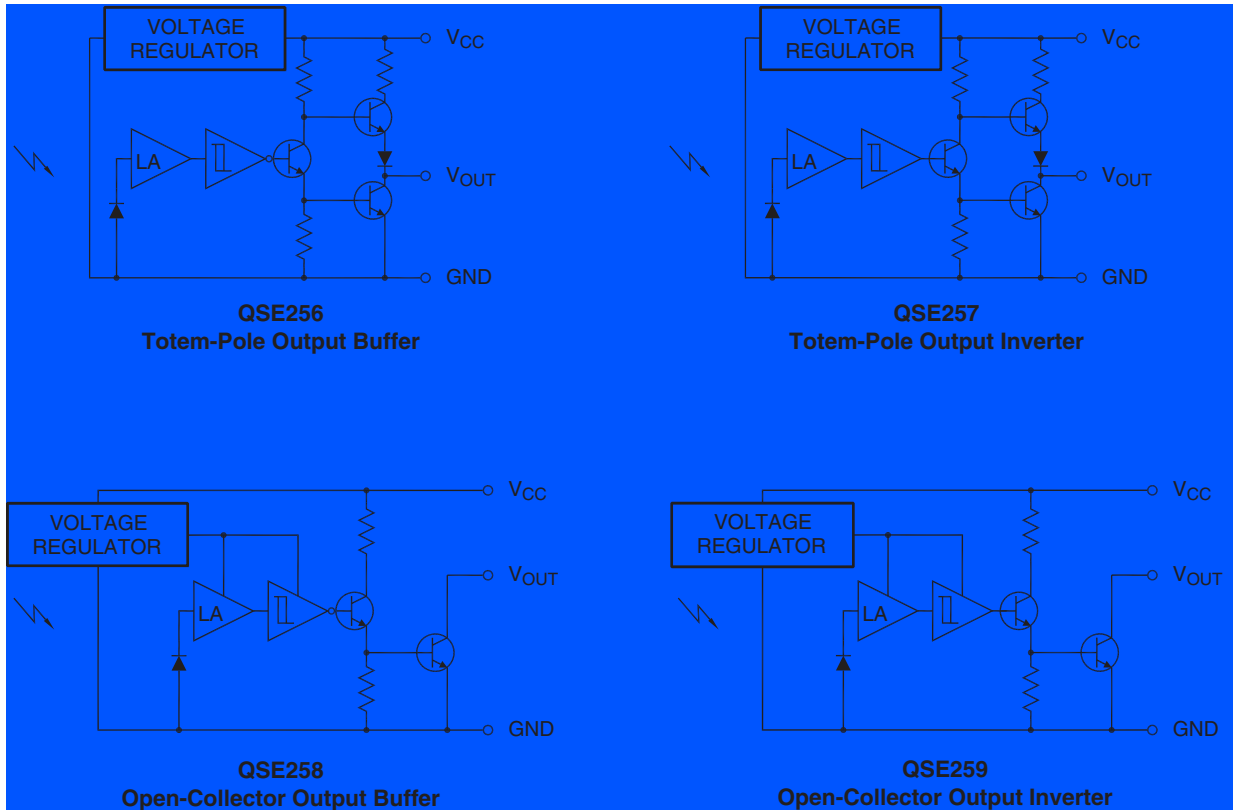 VOLTAGE
REGULATOR
VCC
LA
VOUT
GND
QSE256
Totem-Pole Output Buffer
VOLTAGE
REGULATOR
VCC
LA
VOUT
GND
QSE257
Totem-Pole Output Inverter
VCC
VOLTAGE
REGULATOR
VOUT
LA
GND
QSE258
Open-Collector Output Buffer
VCC
VOLTAGE
REGULATOR
VOUT
LA
GND
QSE259
Open-Collector Output Inverter